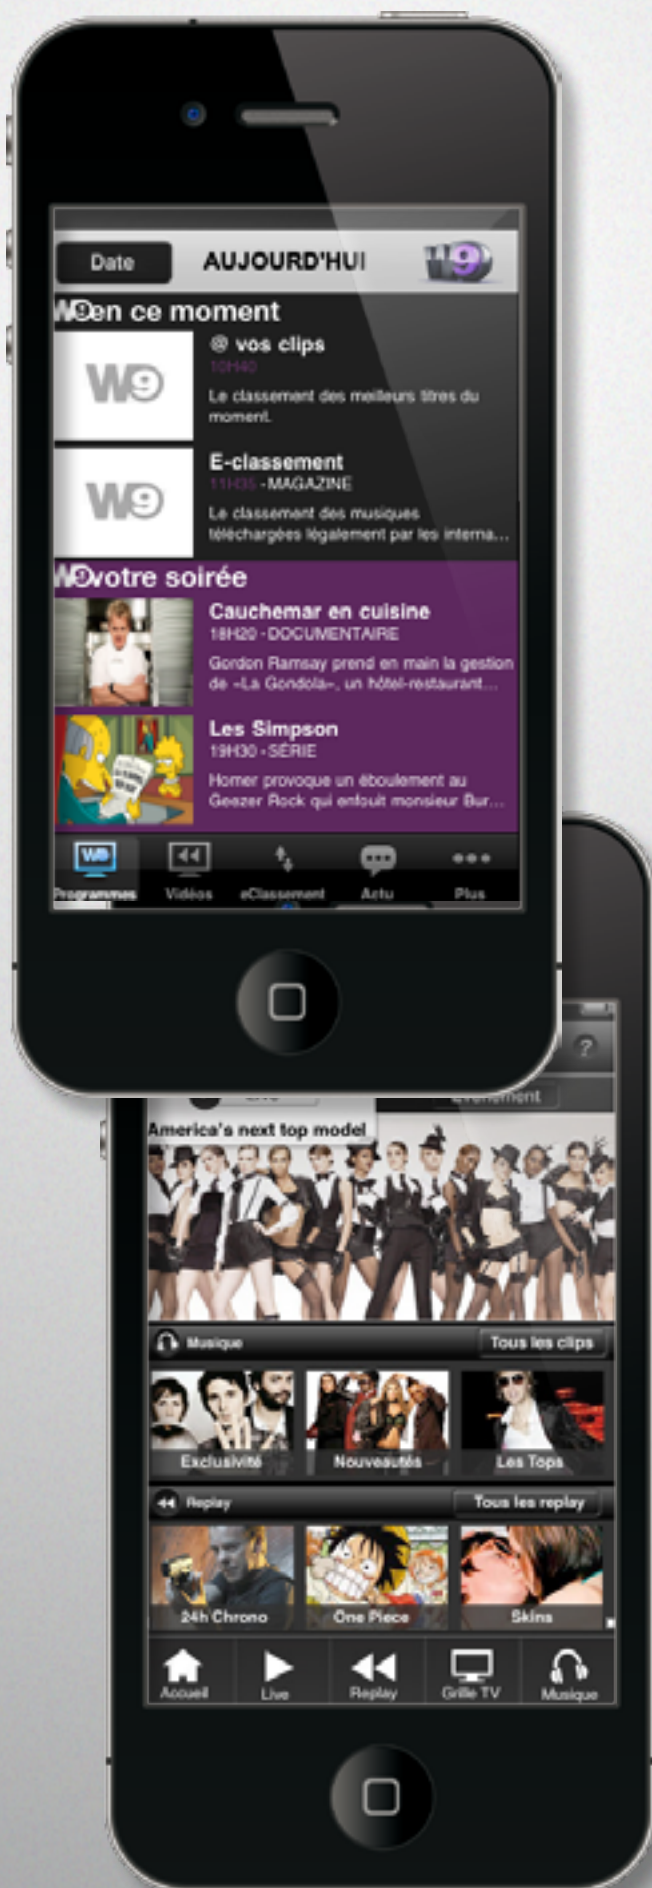 Date
AUJOURD'HUI
W9
W9 en ce moment
W9
@ vos clips
10H40
Le classement des meilleurs titres du
moment.
W9
E-classement
11H35 - MAGAZINE
Le classement des musiques
téléchargées légalement par les interna...
W9 votre soirée
Cauchemar en cuisine
18H20 - DOCUMENTAIRE
Gordon Ramsay prend en main la gestion
de «La Gondola», un hôtel-restaurant...
Les Simpson
19H30 - SÉRIE
Homer provoque un éboulement au
Geezer Rock qui enfouit monsieur Bur...
W9
Programmes
Vidéos
eClassement
Actu
Plus
?
Live
Evénement
America's next top model
Musique
Tous les clips
Exclusivité
Nouveautés
Les Tops
Replay
Tous les replay
24h Chrono
One Piece
Skins
Accueil
Live
Replay
Grille TV
Musique